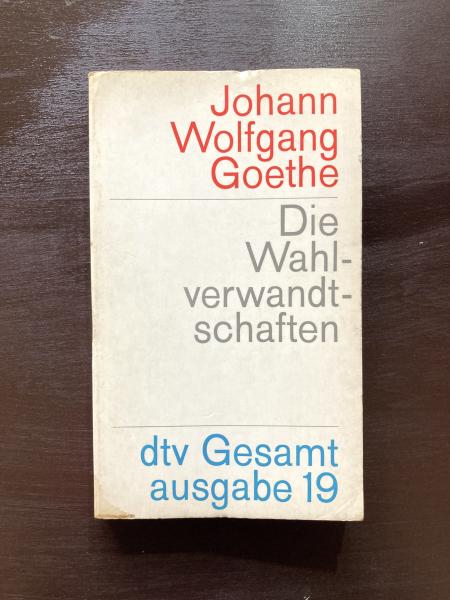 Johann
Wolfgang
Goethe
Die
Wahl-
verwandt-
schaften
dtv Gesamt
ausgabe 19